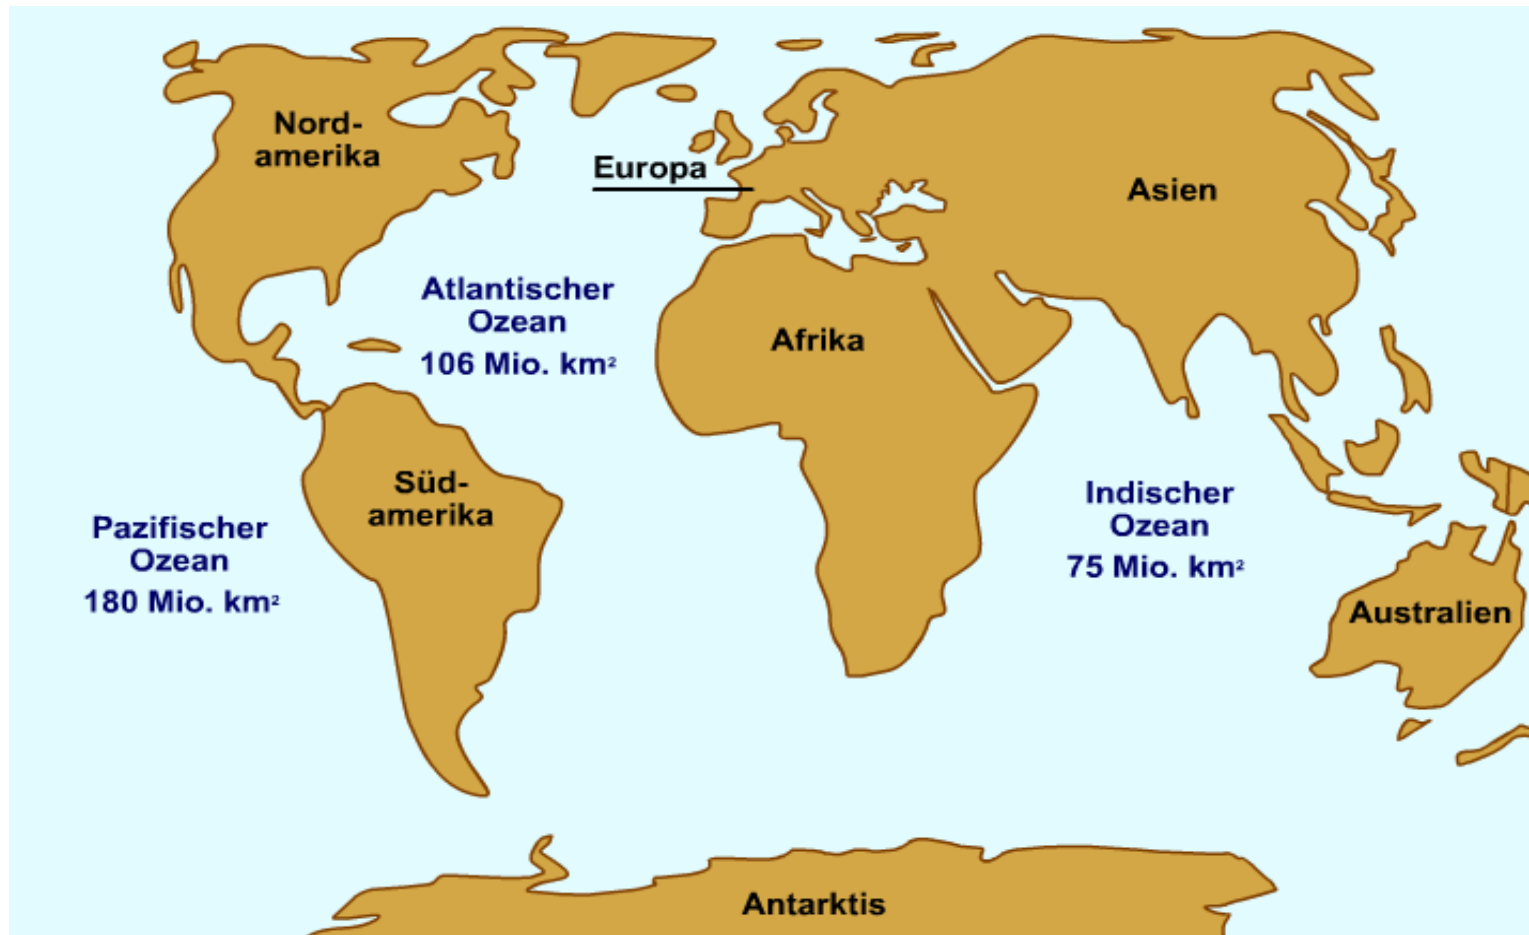 Nord-
amerika
Europa
Asien
Atlantischer
Ozean
106 Mio. km²
Afrika
Süd-
amerika
Pazifischer
Ozean
180 Mio. km²
Indischer
Ozean
75 Mio. km²
Australien
Antarktis